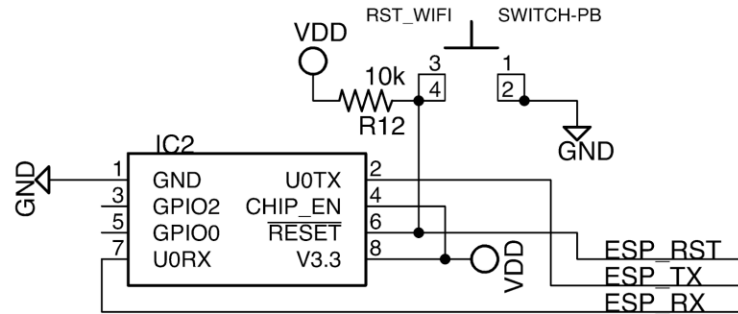 RST_WIFI SWITCH-PB
VDD
10k
3 1
4 2
R12
GND
IC2
GND
1 GND U0TX 2
3 GPIO2 CHIP_EN 4
5 GPIO0 RESET 6
7 U0RX V3.3 8
VDD
ESP_RST
ESP_TX
ESP_RX